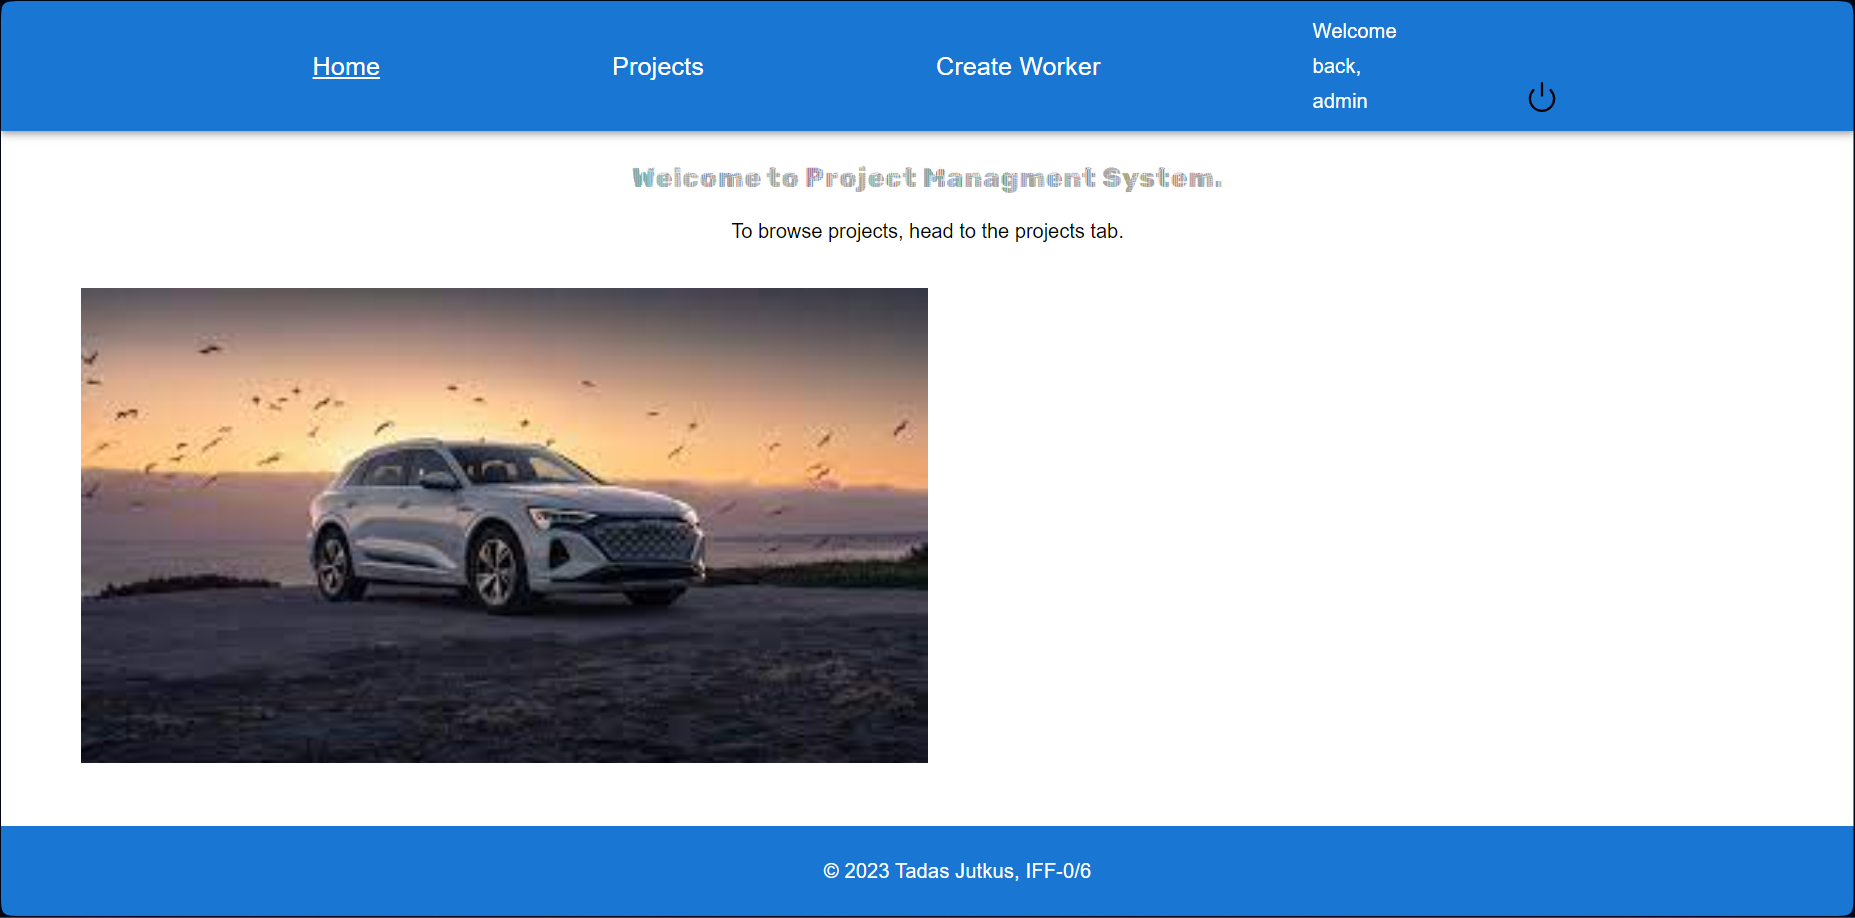 Home
Projects
Create Worker
Welcome
back,
admin
Welcome to Project Managment System.
To browse projects, head to the projects tab.
© 2023 Tadas Jutkus, IFF-0/6